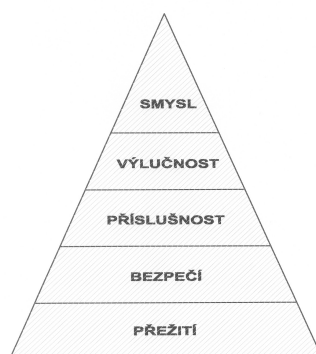 SMYSL
VÝLUČNOST
PŘÍSLUŠNOST
BEZPEČÍ
PŘEŽITÍ